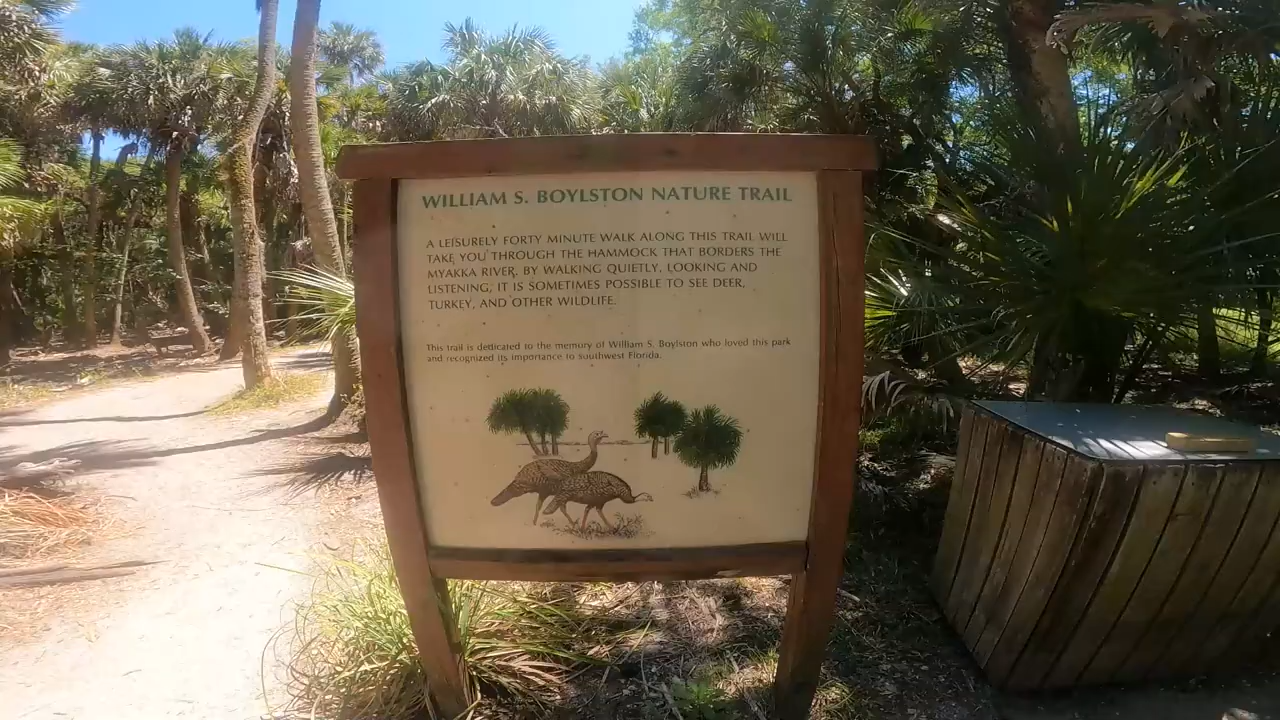 WILLIAM S. BOYLSTON NATURE TRAIL
A LEISURELY FORTY MINUTE WALK ALONG THIS TRAIL WILL
TAKE YOU THROUGH THE HAMMOCK THAT BORDERS THE
MYAKKA RIVER. BY WALKING QUIETLY, LOOKING AND
LISTENING, IT IS SOMETIMES POSSIBLE TO SEE DEER,
TURKEY, AND OTHER WILDLIFE.
This trail is dedicated to the memory of William S. Boylston who loved this park
and recognized its importance to Southwest Florida.